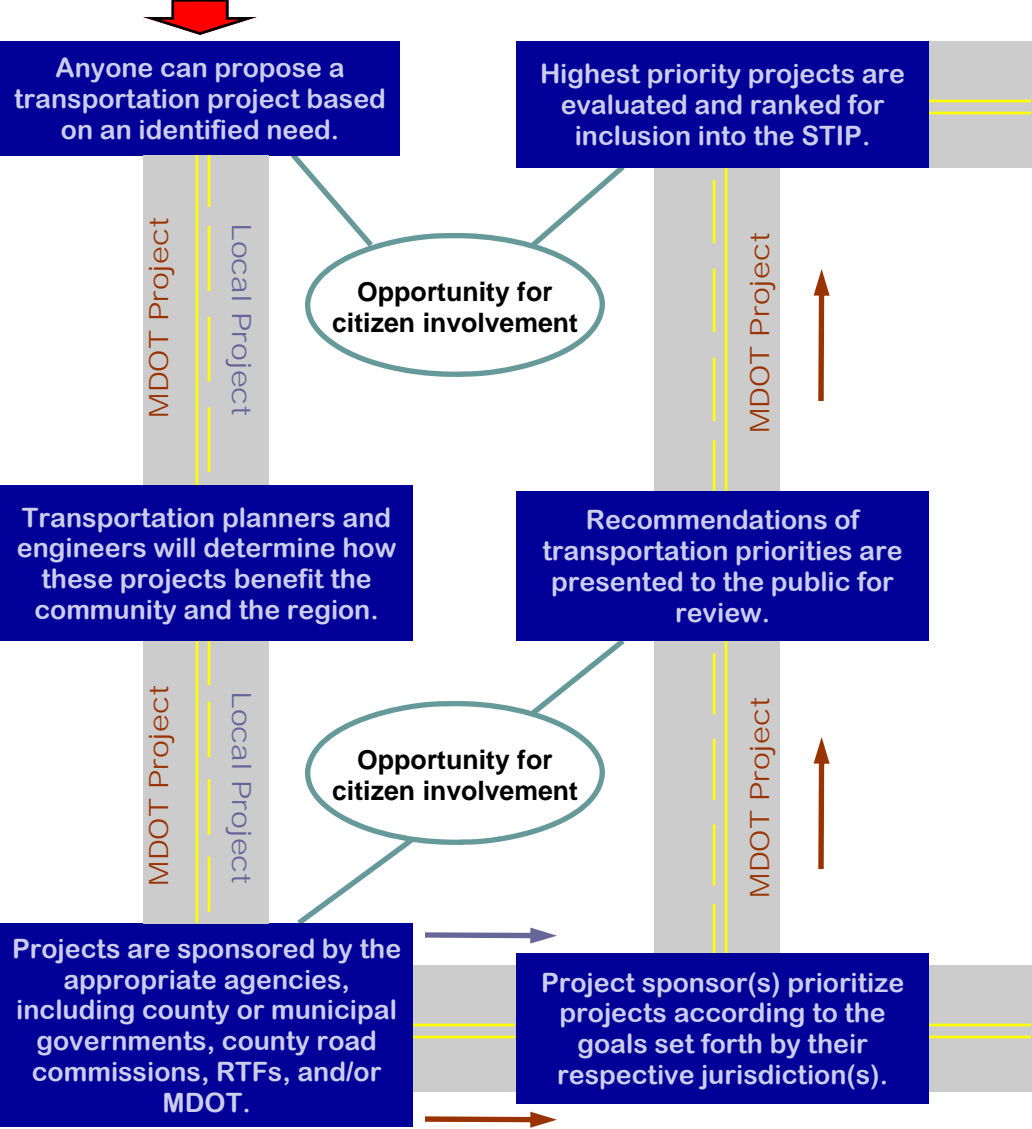 Anyone can propose a
transportation project based
on an identified need.
MDOT Project
Local Project
Opportunity for
citizen involvement
Transportation planners and
engineers will determine how
these projects benefit the
community and the region.
MDOT Project
Local Project
Opportunity for
citizen involvement
Projects are sponsored by the
appropriate agencies,
including county or municipal
governments, county road
commissions, RTFs, and/or
MDOT.
Project sponsor(s) prioritize
projects according to the
goals set forth by their
respective jurisdiction(s).
MDOT Project
Recommendations of
transportation priorities are
presented to the public for
review.
MDOT Project
Highest priority projects are
evaluated and ranked for
inclusion into the STIP.